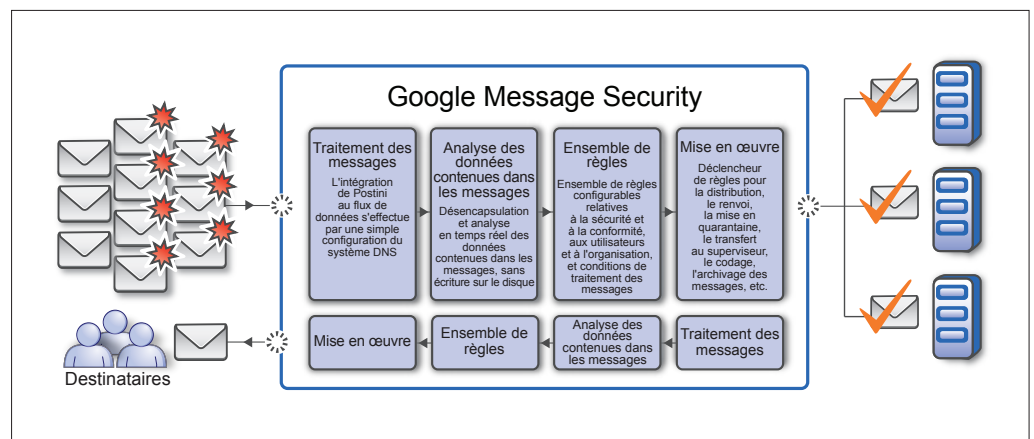 Google Message Security
Traitement des
messages
L'intégration
de Postini
au flux de
données s'effectue
par une simple
configuration du
système DNS
Analyse des
données
contenues dans
les messages
Désencapsulation
et analyse
en temps réel des
données
contenues dans les
messages, sans
écriture sur le disque
Ensemble de
règles
Ensemble de règles
configurables
relatives
à la sécurité et
à la conformité,
aux utilisateurs
et à l'organisation,
et conditions de
traitement des
messages
Mise en œuvre
Déclencheur
de règles pour
la distribution,
le renvoi,
la mise en
quarantaine,
le transfert
au superviseur,
le codage,
l'archivage des
messages, etc.
Mise en œuvre
Ensemble de
règles
Analyse des
données
contenues dans
les messages
Traitement des
messages
Destinataires